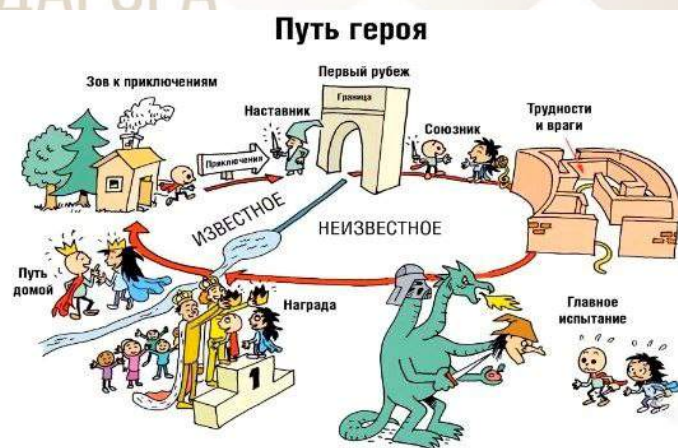 Путь героя
Зов к приключениям
Первый рубеж
Наставник
Граница
Приключения
Союзник
Трудности
и враги
ИЗВЕСТНОЕ
НЕИЗВЕСТНОЕ
Путь
домой
Награда
1
Главное
испытание